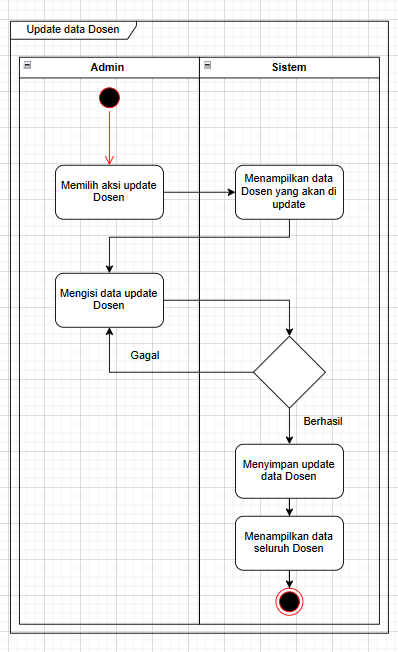 Update data Dosen
Admin
Sistem
Memilih aksi update
Dosen
Menampilkan data
Dosen yang akan di
update
Mengisi data update
Dosen
Gagal
Berhasil
Menyimpan update
data Dosen
Menampilkan data
seluruh Dosen